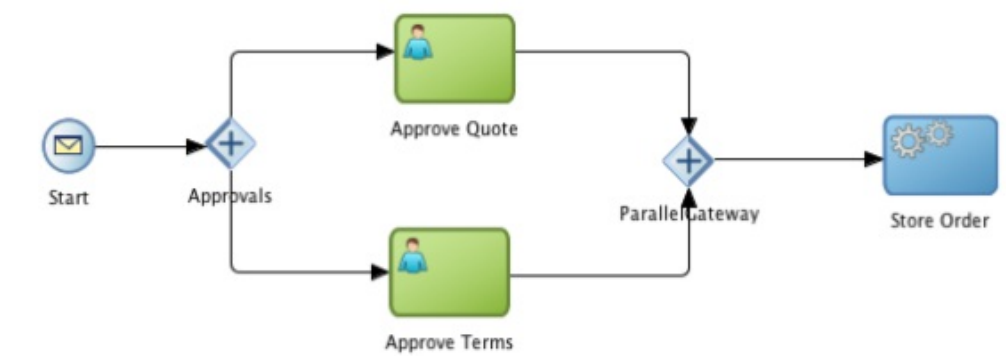 Approve Quote
Start
Approvals
ParallelGateway
Store Order
Approve Terms